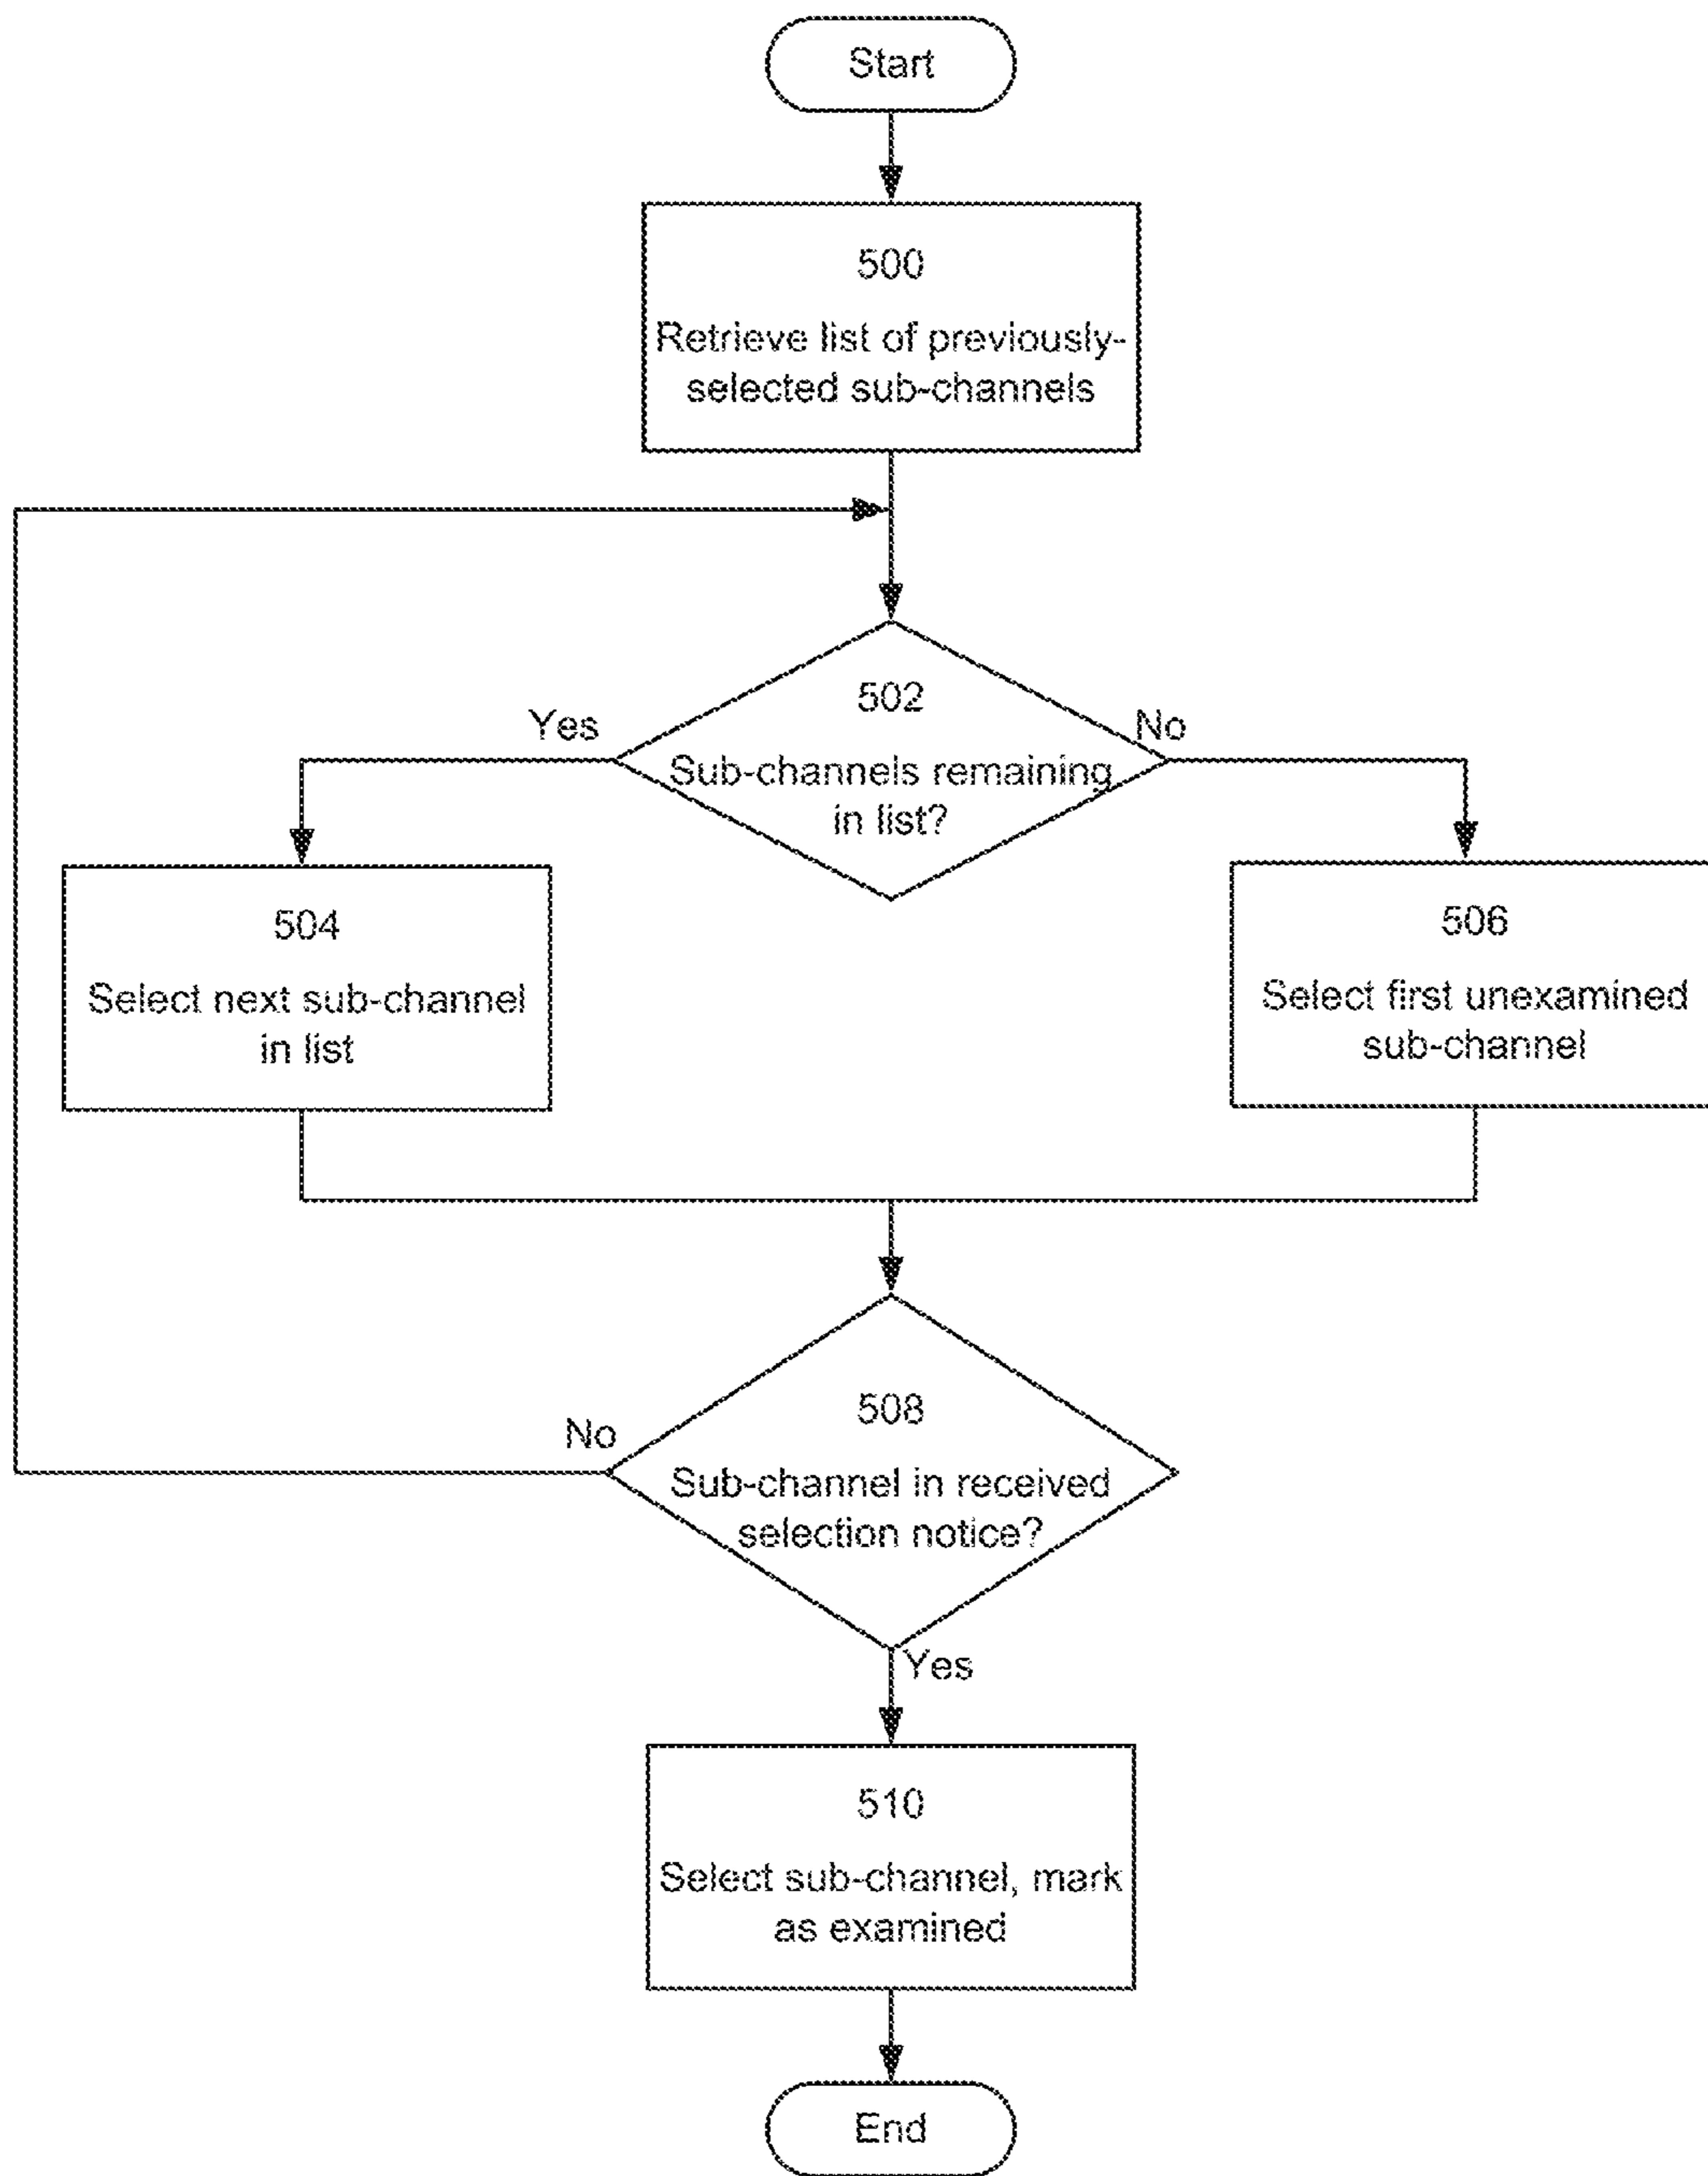 Start
500
Retrieve list of previously-
selected sub-channels
502
Yes
No
Sub-channels remaining
in list?
504
Select next sub-channel
in list
506
Select first unexamined
sub-channel
508
No
Sub-channel in received
selection notice?
Yes
510
Select sub-channel, mark
as examined
End